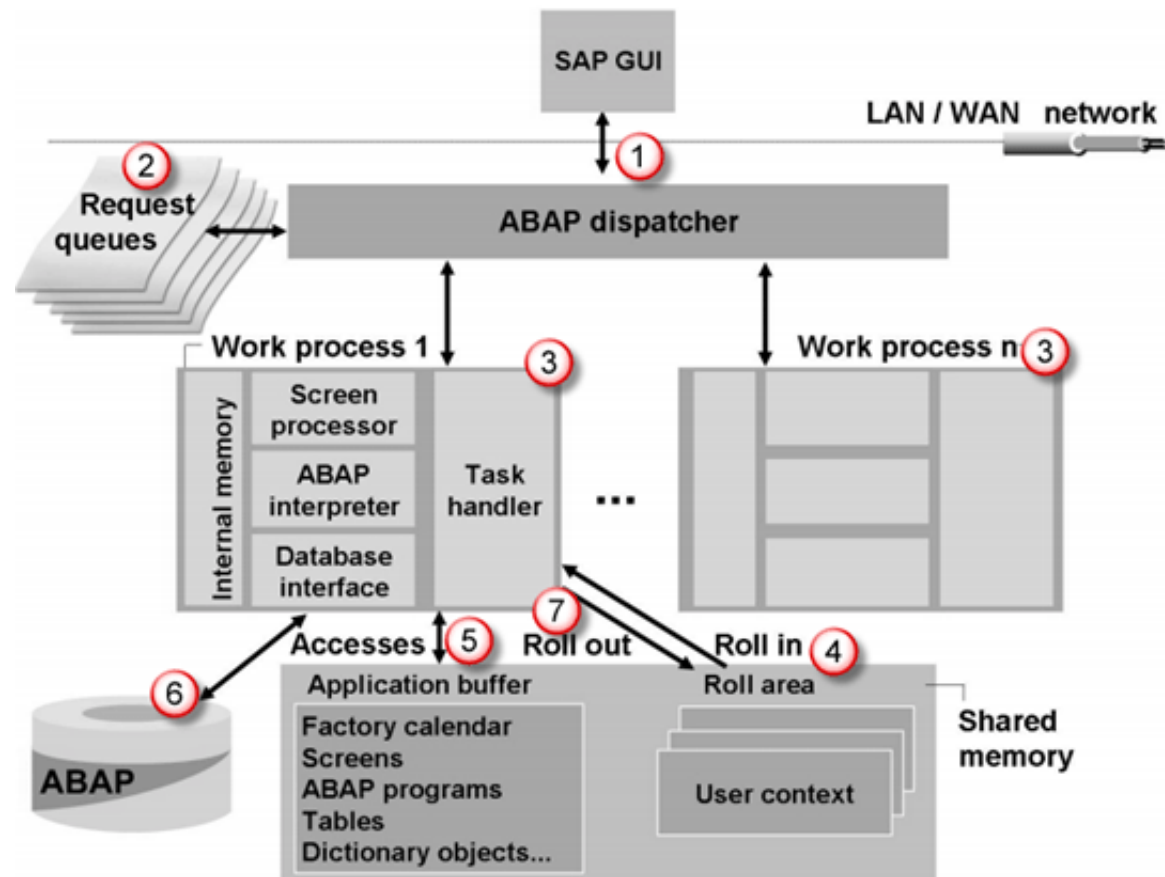 SAP GUI
LAN / WAN network
1
2
Request
queues
ABAP dispatcher
Work process 1
3
Work process n
3
Internal memory
Screen
processor
ABAP
interpreter
Database
interface
Task
handler
...
7
Accesses
5
Roll out
Roll in
4
6
ABAP
Application buffer
Factory calendar
Screens
ABAP programs
Tables
Dictionary objects...
Roll area
User context
Shared
memory